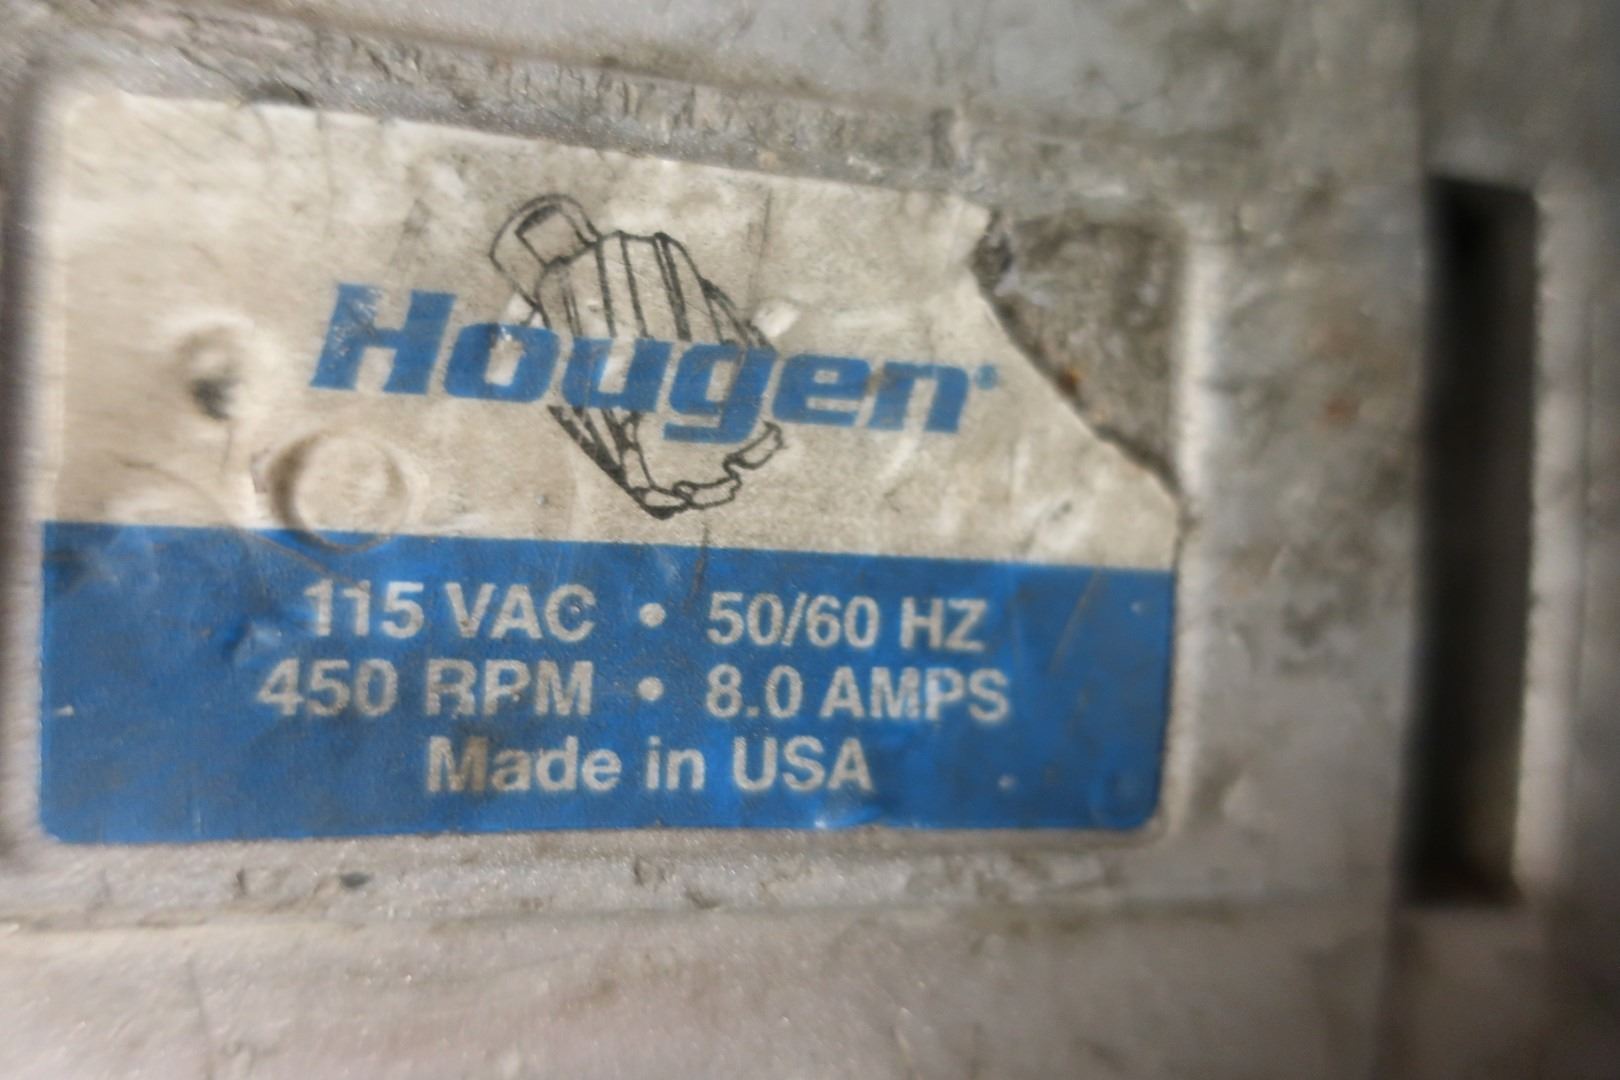 Hougen®
115 VAC • 50/60 HZ
450 RPM • 8.0 AMPS
Made in USA